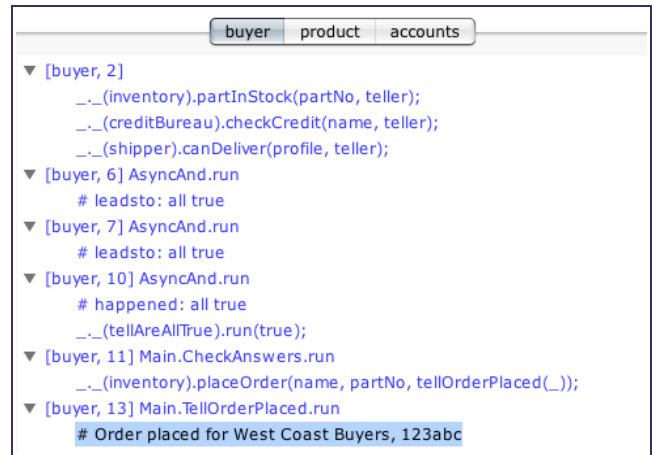 buyer product accounts
[buyer, 2]
_._(inventory).partInStock(partNo, teller);
_._(creditBureau).checkCredit(name, teller);
_._(shipper).canDeliver(profile, teller);
[buyer, 6] AsyncAnd.run
# leadsto: all true
[buyer, 7] AsyncAnd.run
# leadsto: all true
[buyer, 10] AsyncAnd.run
# happened: all true
_._(tellAreAllTrue).run(true);
[buyer, 11] Main.CheckAnswers.run
_._(inventory).placeOrder(name, partNo, tellOrderPlaced(_));
[buyer, 13] Main.TellOrderPlaced.run
# Order placed for West Coast Buyers, 123abc